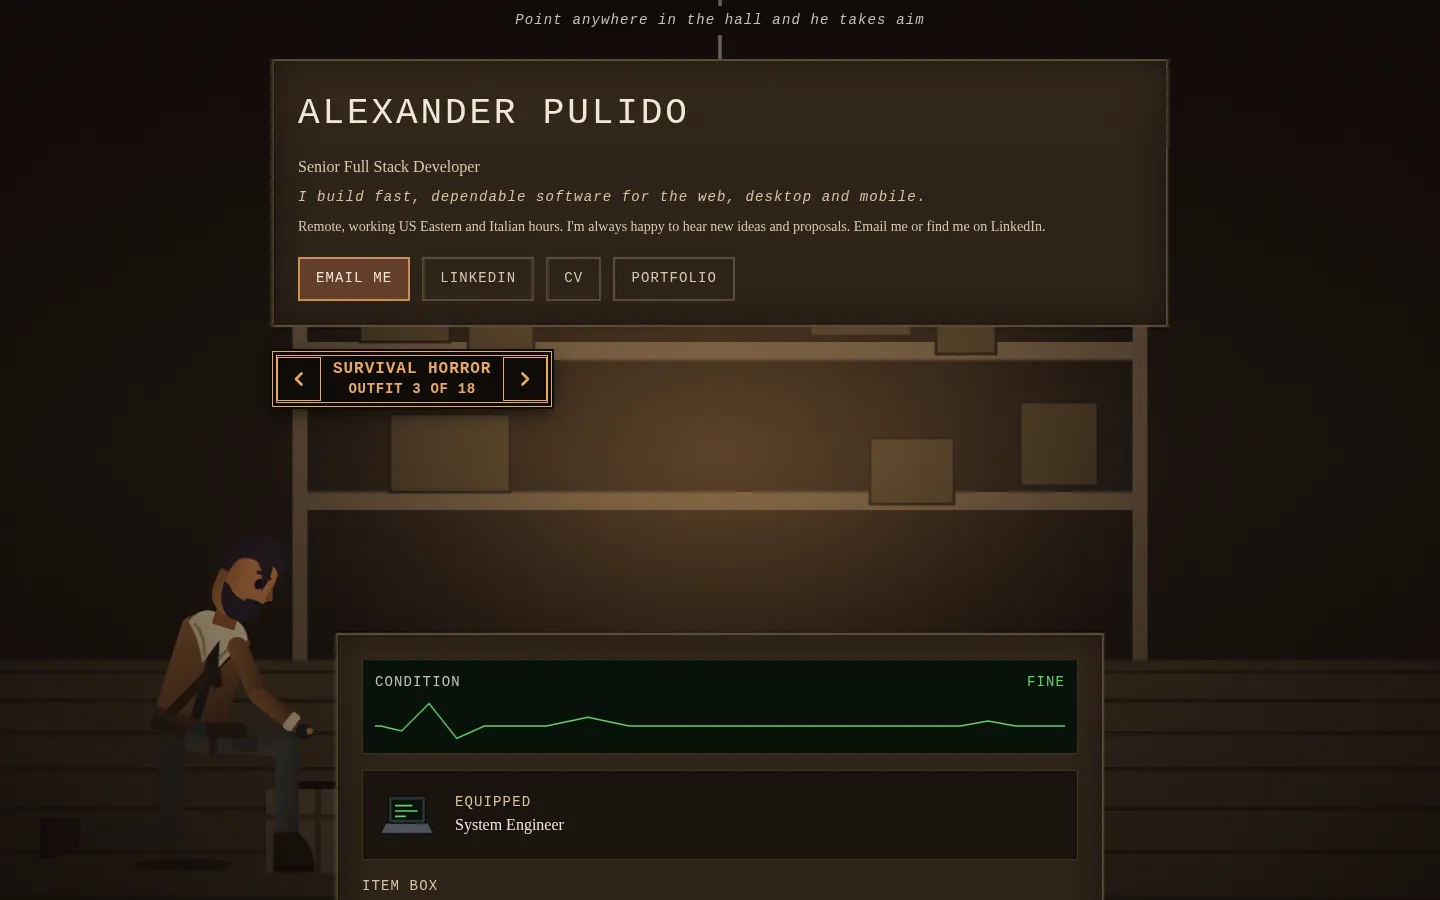 Point anywhere in the hall and he takes aim
ALEXANDER PULIDO
Senior Full Stack Developer
I build fast, dependable software for the web, desktop and mobile.
Remote, working US Eastern and Italian hours. I'm always happy to hear new ideas and proposals. Email me or find me on LinkedIn.
EMAIL ME
LINKEDIN
CV
PORTFOLIO
SURVIVAL HORROR
OUTFIT 3 OF 18
CONDITION
FINE
EQUIPPED
System Engineer
ITEM BOX